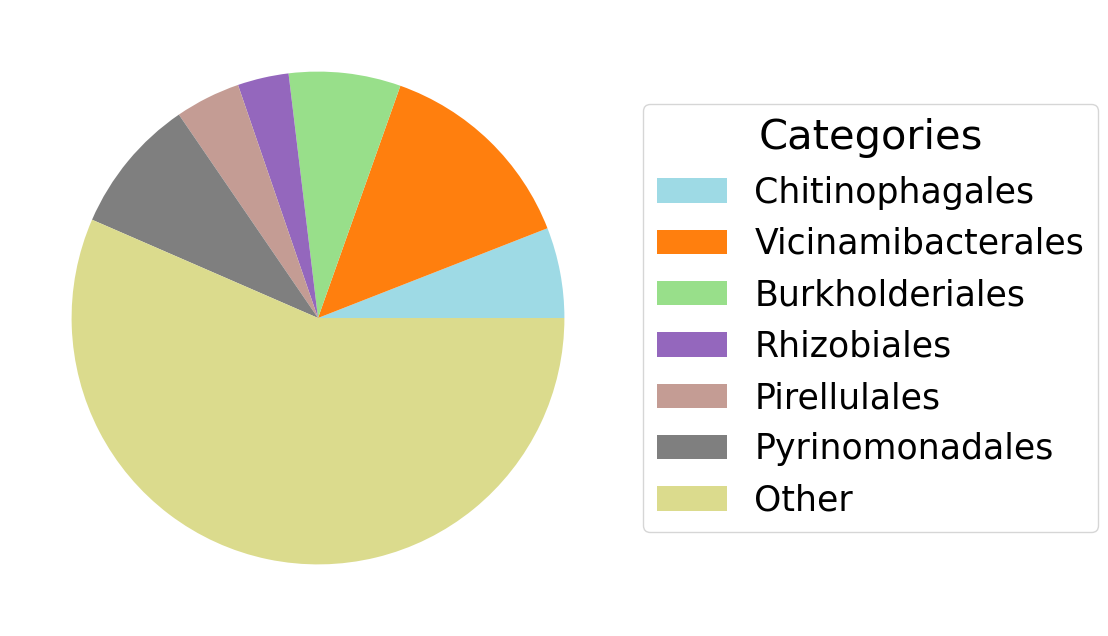 Categories
Chitinophagales
Vicinamibacterales
Burkholderiales
Rhizobiales
Pirellulales
Pyrinomonadales
Other